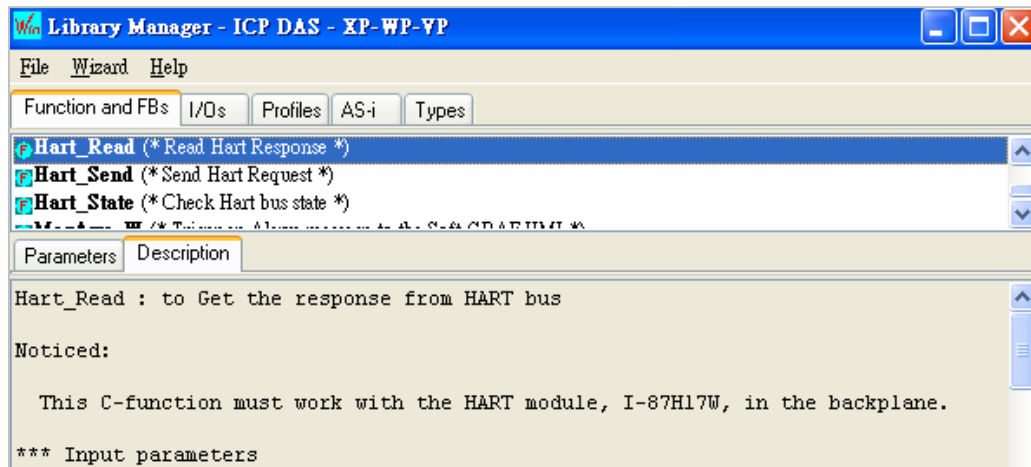 Win Library Manager - ICP DAS - XP-WP-VP
File Wizard Help
Function and FBs I/Os Profiles AS-i Types
Hart_Read (* Read Hart Response *)
Hart_Send (* Send Hart Request *)
Hart_State (* Check Hart bus state *)
Parameters Description
Hart_Read : to Get the response from HART bus
Noticed:
This C-function must work with the HART module, I-87H17W, in the backplane.
*** Input parameters